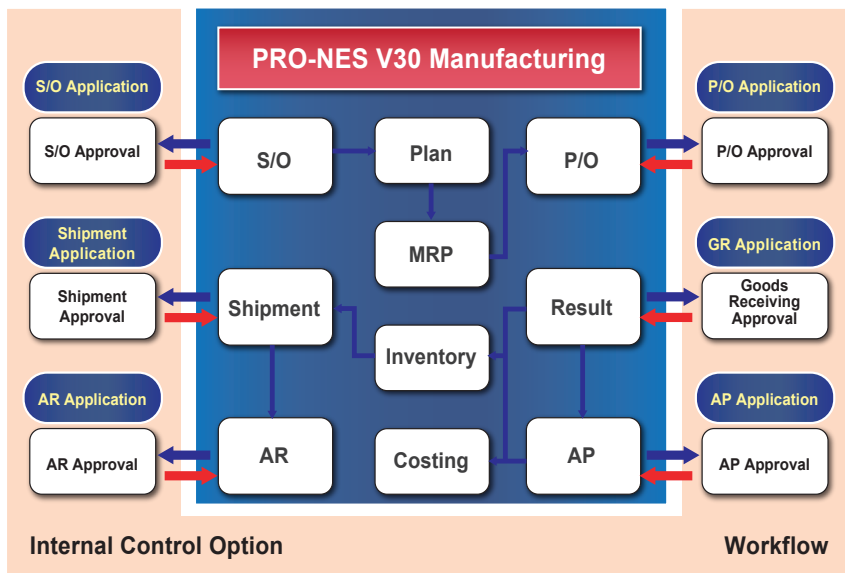 PRO-NES V30 Manufacturing
S/O Application
S/O Approval
S/O
Plan
P/O
P/O Application
P/O Approval
MRP
Shipment
Application
Shipment
Approval
Shipment
Inventory
Result
GR Application
Goods
Receiving
Approval
AR Application
AR Approval
AR
Costing
AP
AP Application
AP Approval
Internal Control Option
Workflow